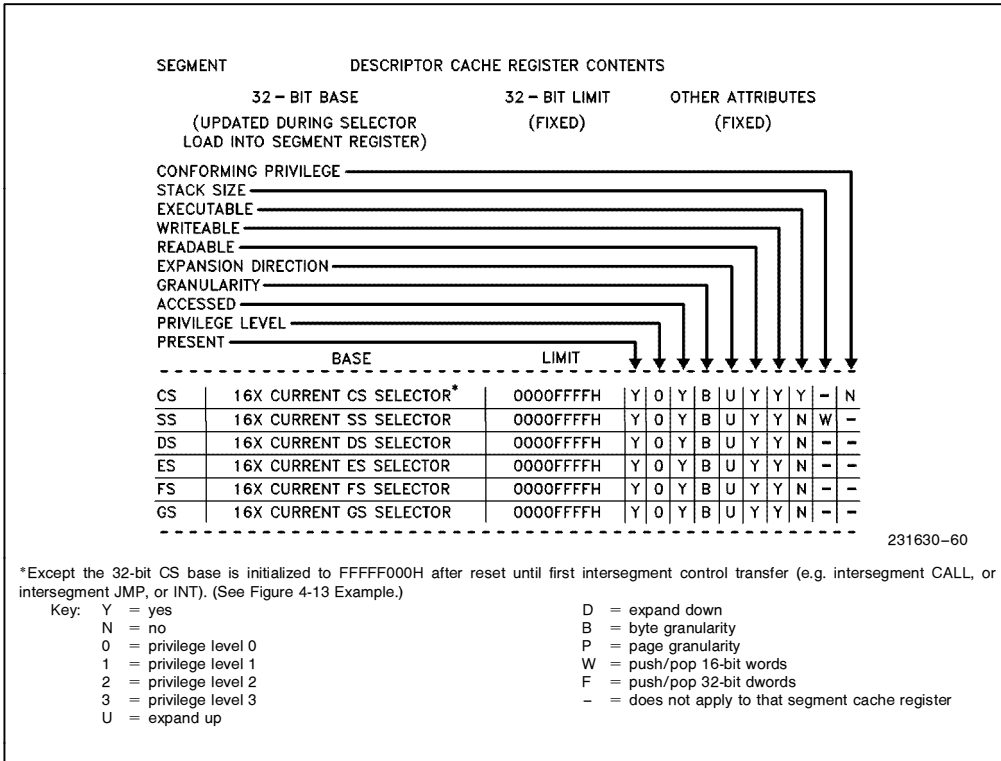 SEGMENT DESCRIPTOR CACHE REGISTER CONTENTS
32 – BIT BASE 32 – BIT LIMIT OTHER ATTRIBUTES
(UPDATED DURING SELECTOR (FIXED) (FIXED)
LOAD INTO SEGMENT REGISTER)
CONFORMING PRIVILEGE
STACK SIZE
EXECUTABLE
WRITEABLE
READABLE
EXPANSION DIRECTION
GRANULARITY
ACCESSED
PRIVILEGE LEVEL
PRESENT
BASE LIMIT
CS 16X CURRENT CS SELECTOR* 0000FFFFH Y 0 Y B U Y Y Y – N
SS 16X CURRENT SS SELECTOR 0000FFFFH Y 0 Y B U Y Y N W –
DS 16X CURRENT DS SELECTOR 0000FFFFH Y 0 Y B U Y Y N – –
ES 16X CURRENT ES SELECTOR 0000FFFFH Y 0 Y B U Y Y N – –
FS 16X CURRENT FS SELECTOR 0000FFFFH Y 0 Y B U Y Y N – –
GS 16X CURRENT GS SELECTOR 0000FFFFH Y 0 Y B U Y Y N – –
231630–60
*Except the 32-bit CS base is initialized to FFFFF000H after reset until first intersegment control transfer (e.g. intersegment CALL, or
intersegment JMP, or INT). (See Figure 4-13 Example.)
Key: Y = yes D = expand down
N = no B = byte granularity
0 = privilege level 0 P = page granularity
1 = privilege level 1 W = push/pop 16-bit words
2 = privilege level 2 F = push/pop 32-bit dwords
3 = privilege level 3 – = does not apply to that segment cache register
U = expand up